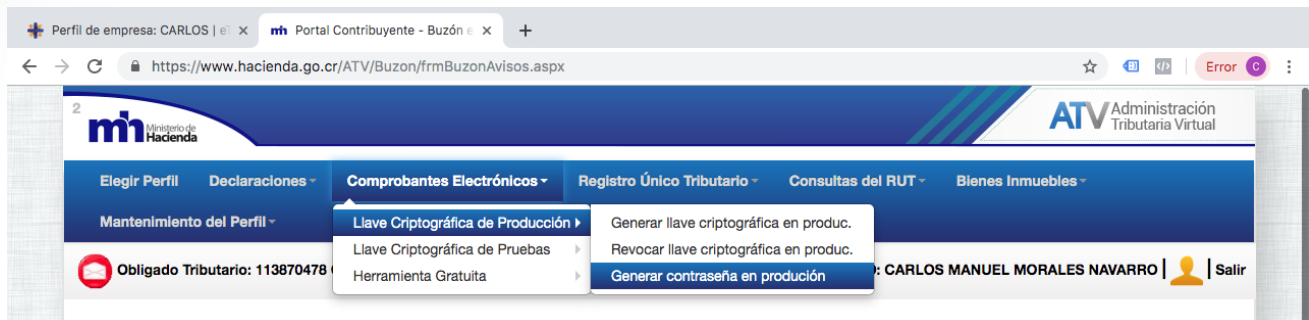 Perfil de empresa: CARLOS | eT
Portal Contribuyente - Buzón e
https://www.hacienda.go.cr/ATV/Buzon/frmBuzonAvisos.aspx
Error C
2
mh Ministerio de Hacienda
ATV Administración Tributaria Virtual
Elegir Perfil Declaraciones Comprobantes Electrónicos Registro Único Tributario Consultas del RUT Bienes Inmuebles
Mantenimiento del Perfil
Llave Criptográfica de Producción
Generar llave criptográfica en produc.
Llave Criptográfica de Pruebas
Revocar llave criptográfica en produc.
Herramienta Gratuita
Generar contraseña en produción
Obligado Tributario: 113870478
: CARLOS MANUEL MORALES NAVARRO | Salir